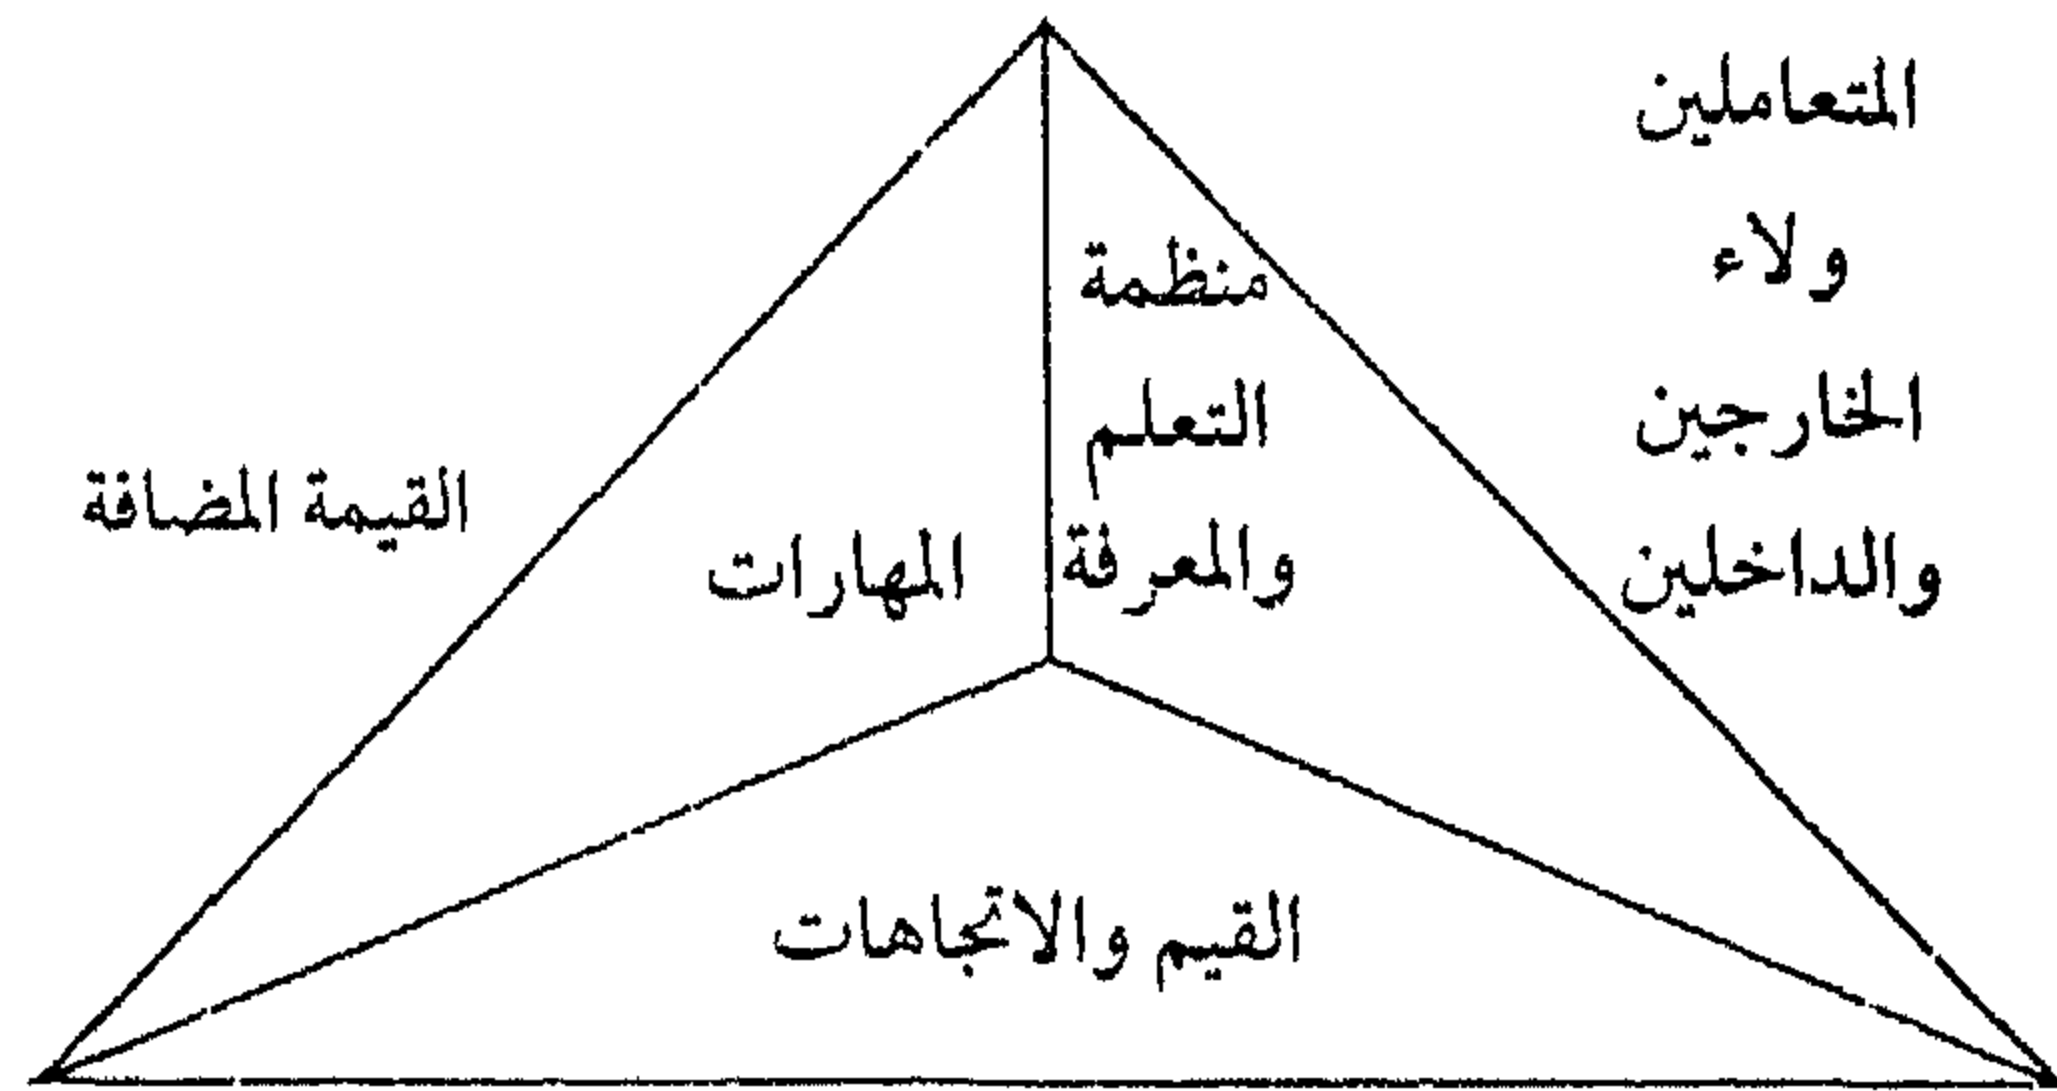 المتعاملين
ولاء
الخارجين
والداخلين
منظمة
التعلم
والمعرفة
المهارات
القيمة المضافة
القيم والاتجاهات